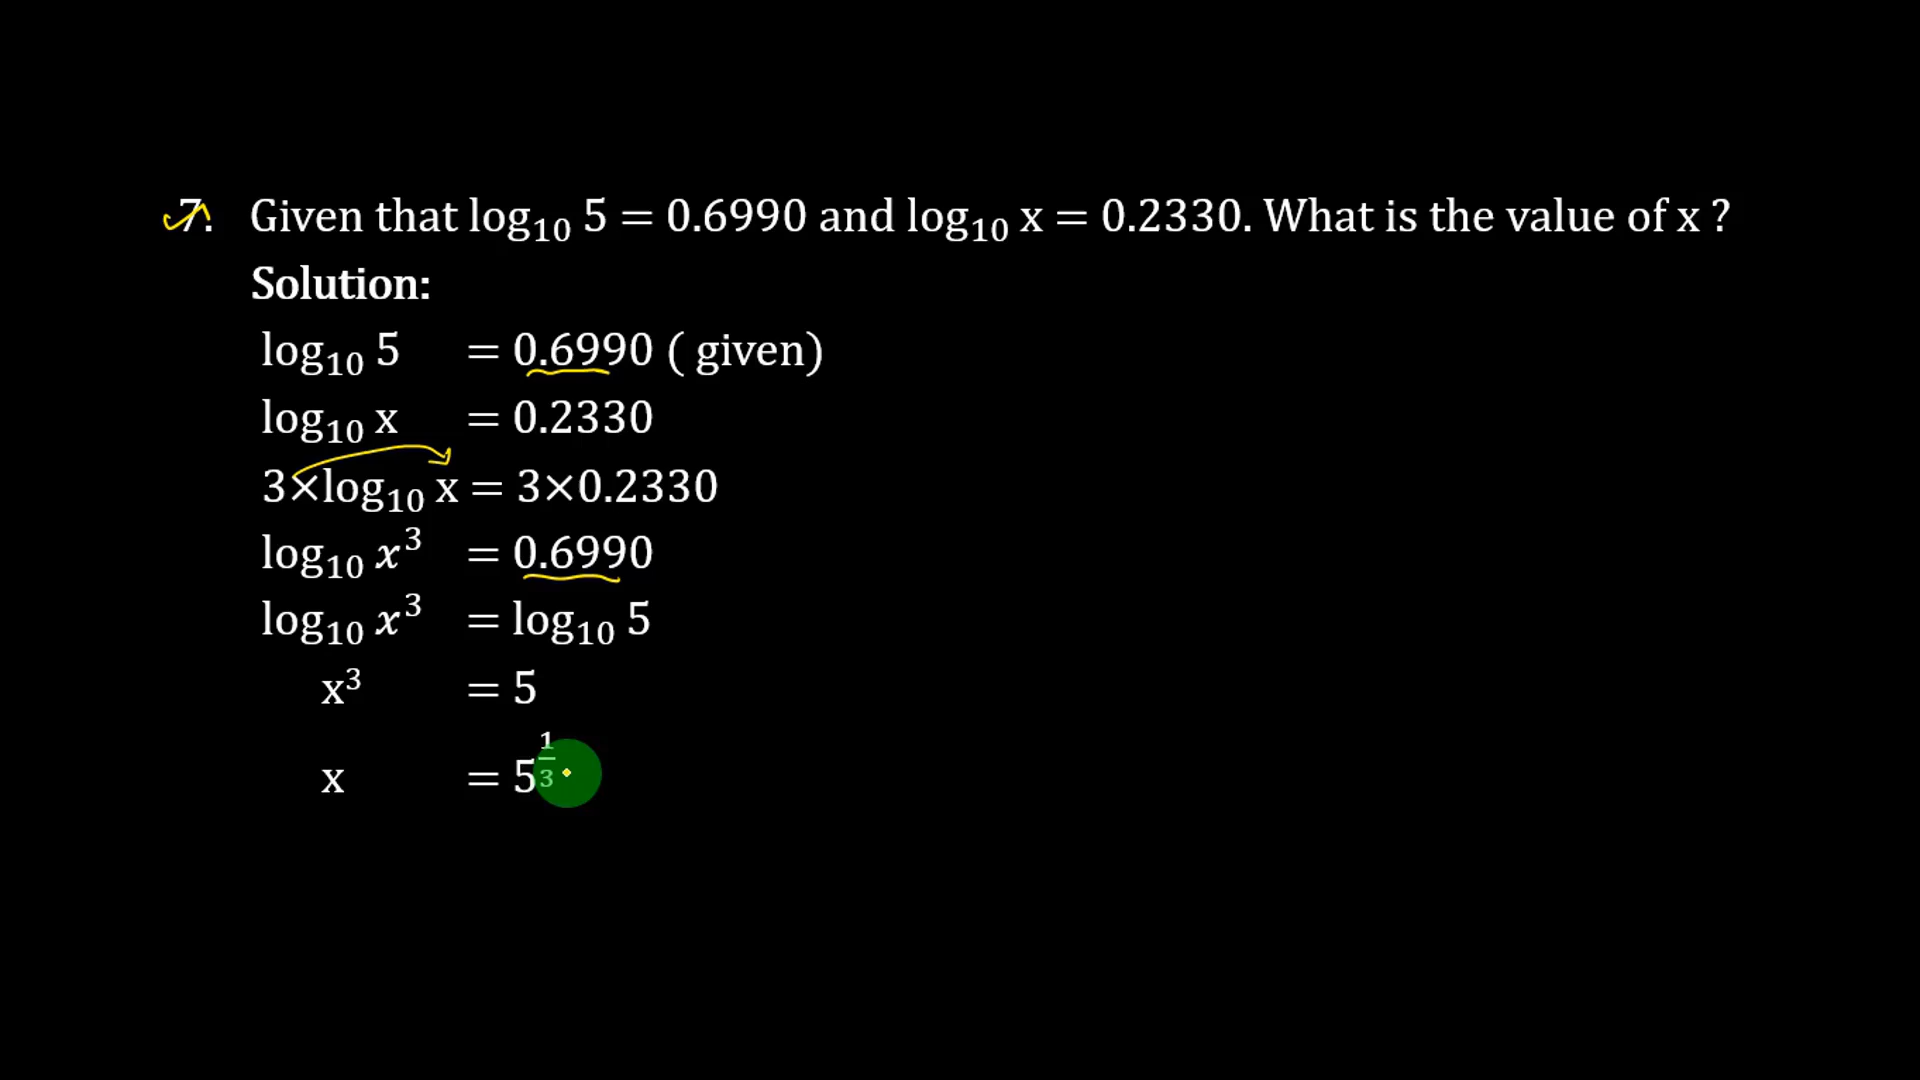 7. Given that log₁₀ 5 = 0.6990 and log₁₀ x = 0.2330. What is the value of x ?
Solution:
log₁₀ 5 = 0.6990 ( given)
log₁₀ x = 0.2330
3×log₁₀ x = 3×0.2330
log₁₀ x³ = 0.6990
log₁₀ x³ = log₁₀ 5
x³ = 5
x = 5^(1/3)